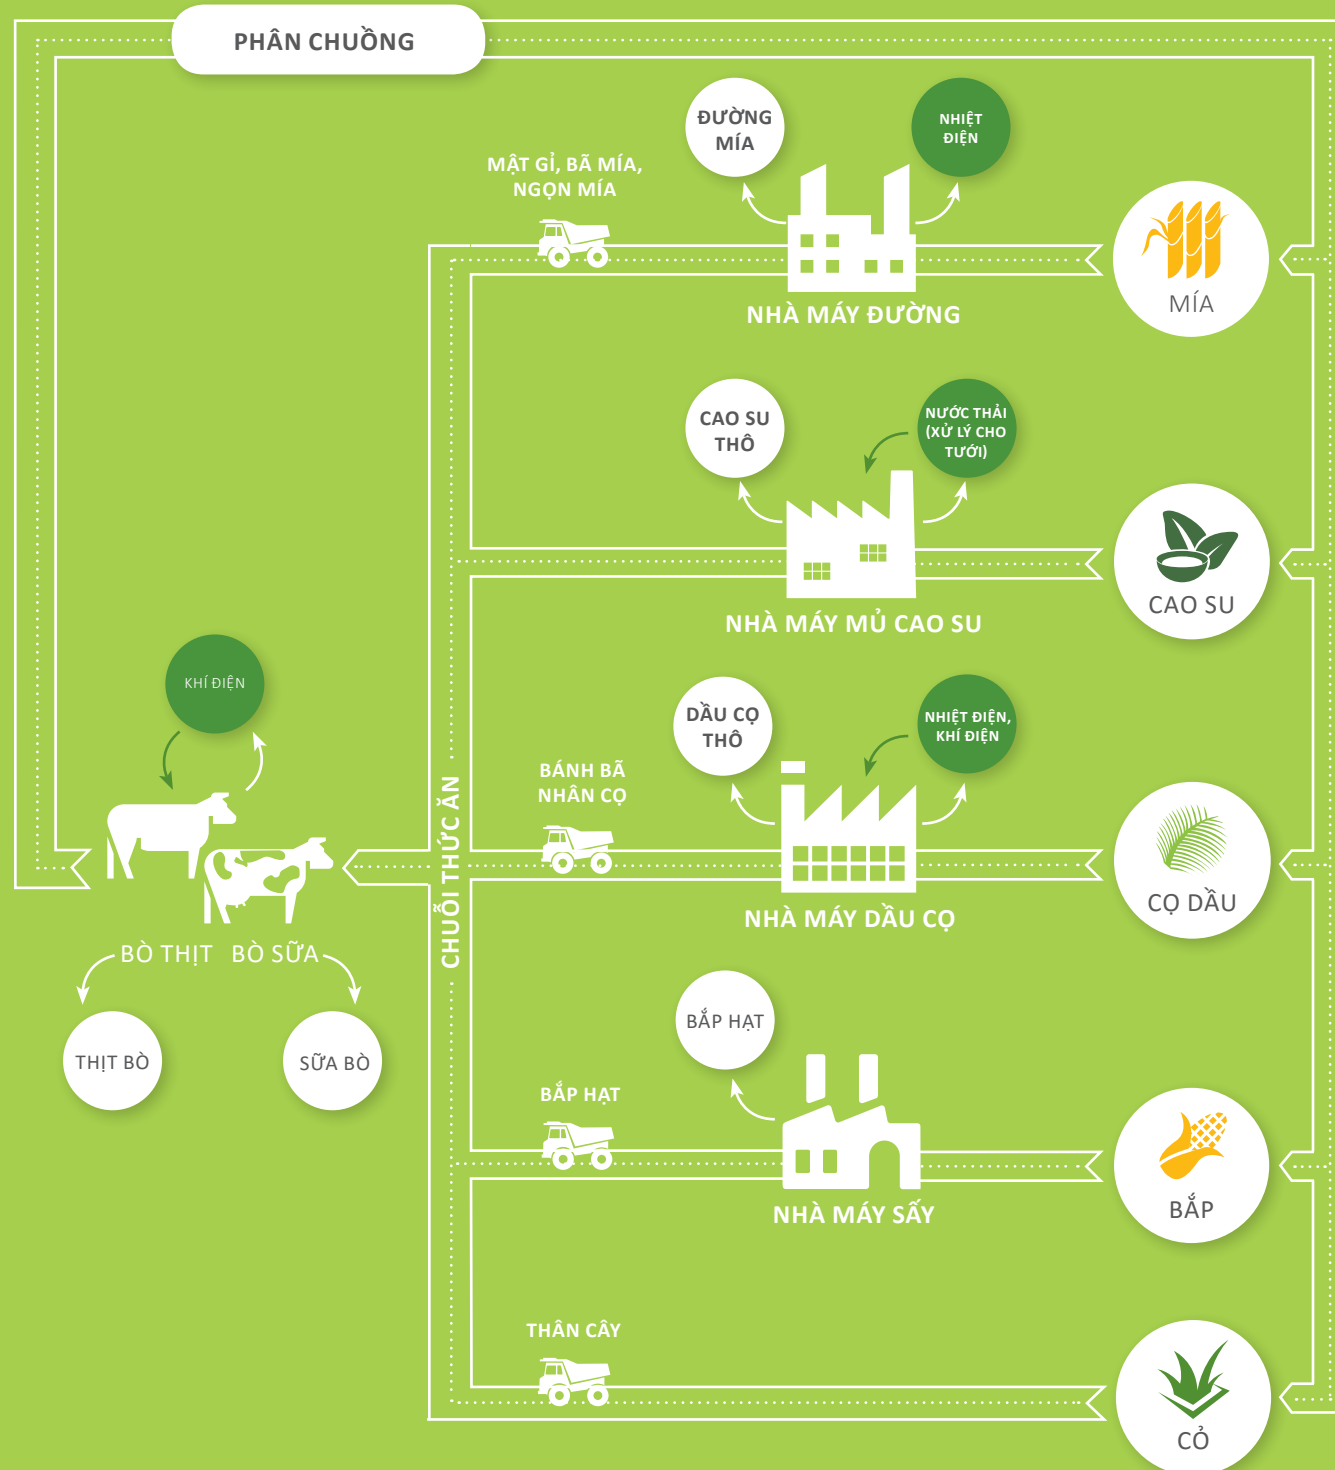 PHÂN CHUỒNG
ĐƯỜNG
MÍA
NHIỆT
ĐIỆN
MẬT GỈ, BÃ MÍA,
NGỌN MÍA
NHÀ MÁY ĐƯỜNG
MÍA
CAO SU
THÔ
NƯỚC THẢI
(XỬ LÝ CHO
TƯỚI)
NHÀ MÁY MỦ CAO SU
CAO SU
KHÍ ĐIỆN
DẦU CỌ
THÔ
NHIỆT ĐIỆN,
KHÍ ĐIỆN
BÁNH BÃ
NHÂN CỌ
NHÀ MÁY DẦU CỌ
CỌ DẦU
CHUỖI THỨC ĂN
BÒ THỊT
BÒ SỮA
THỊT BÒ
SỮA BÒ
BẮP HẠT
BẮP HẠT
NHÀ MÁY SẤY
BẮP
THÂN CÂY
CỎ